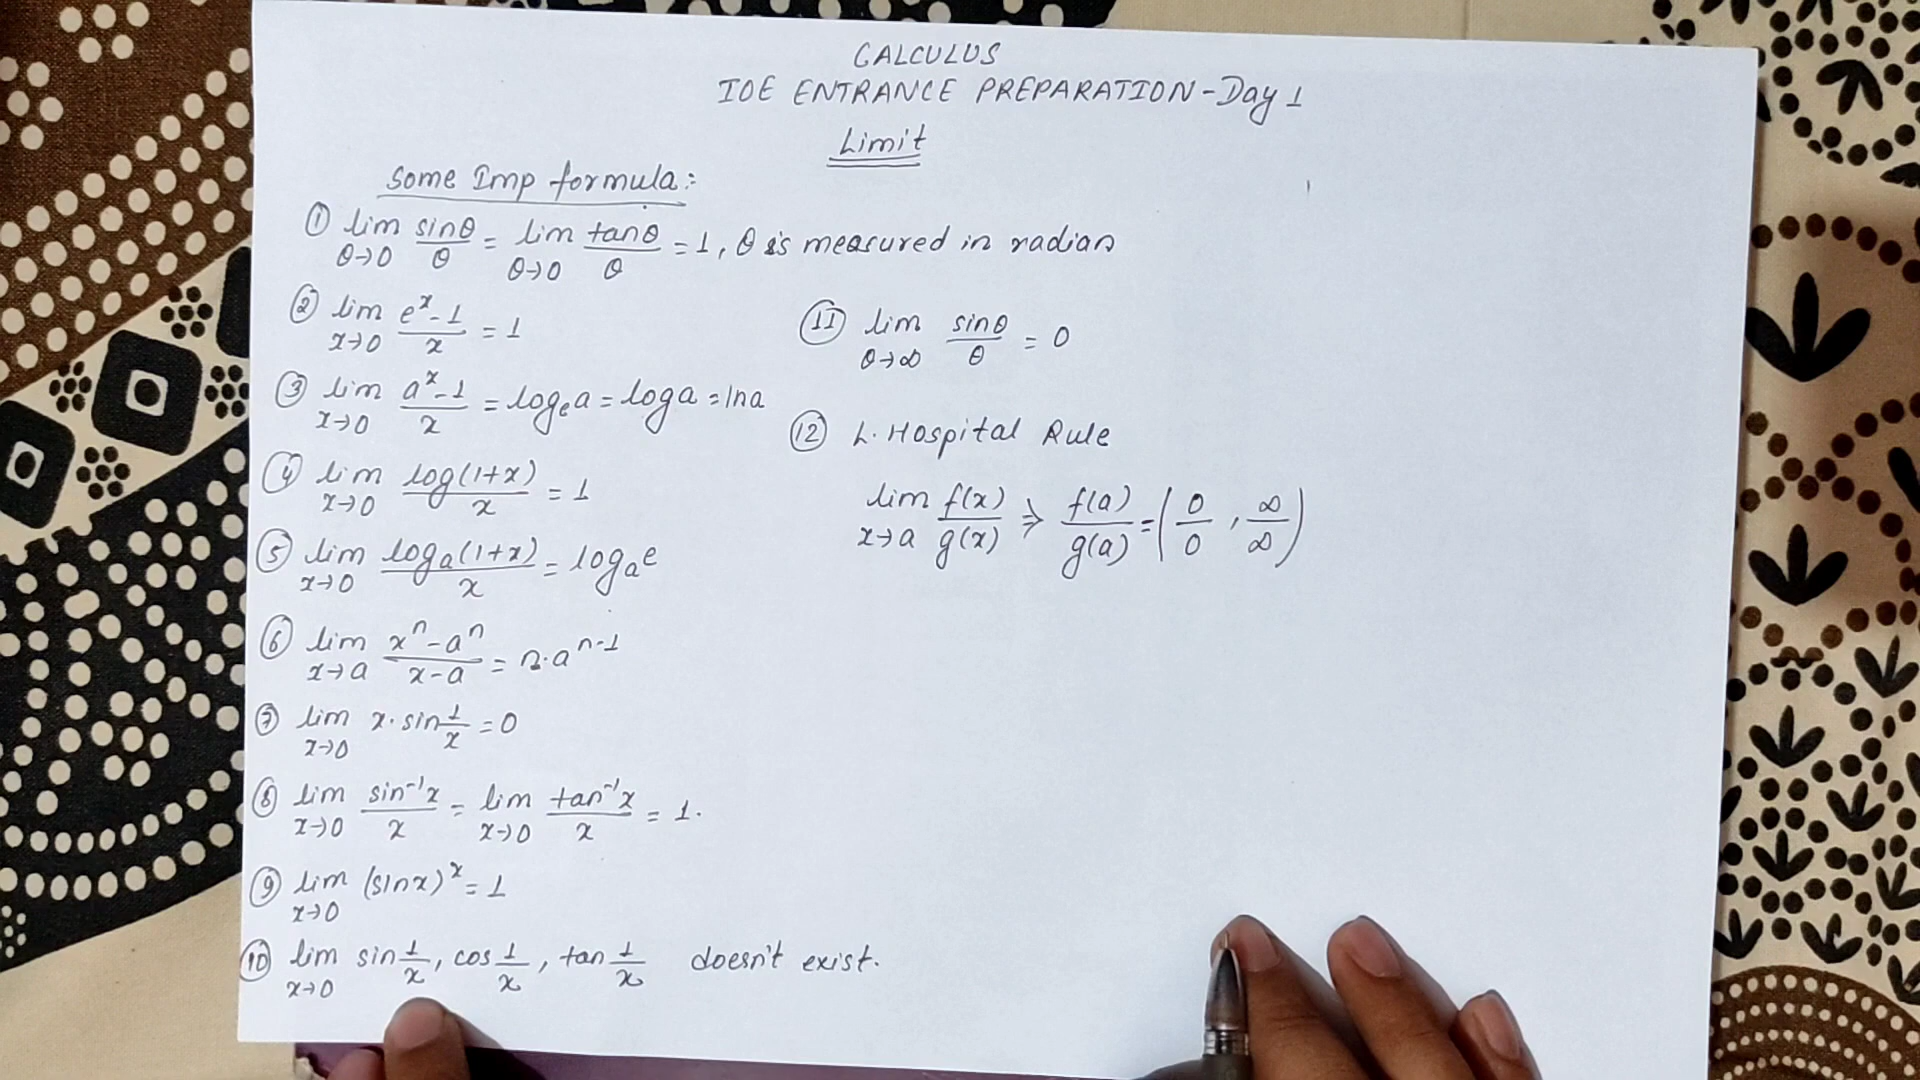 CALCULUS
IOE ENTRANCE PREPARATION - Day 1
Limit
Some Imp formula:
① lim θ→0 sinθ/θ = lim θ→0 tanθ/θ = 1, θ is measured in radian
② lim x→0 (e^x - 1)/x = 1
③ lim x→0 (a^x - 1)/x = log_e a = log a = ln a
④ lim x→0 log(1+x)/x = 1
⑤ lim x→0 log_a(1+x)/x = log_a e
⑥ lim x→a (x^n - a^n)/(x - a) = n·a^(n-1)
⑦ lim x→0 x·sin 1/x = 0
⑧ lim x→0 sin⁻¹x/x = lim x→0 tan⁻¹x/x = 1.
⑨ lim x→0 (sinx)^x = 1
⑩ lim x→0 sin 1/x, cos 1/x, tan 1/x doesn't exist.
⑪ lim θ→∞ sinθ/θ = 0
⑫ L. Hospital Rule
lim x→a f(x)/g(x) ⇒ f(a)/g(a) = (0/0, ∞/∞)